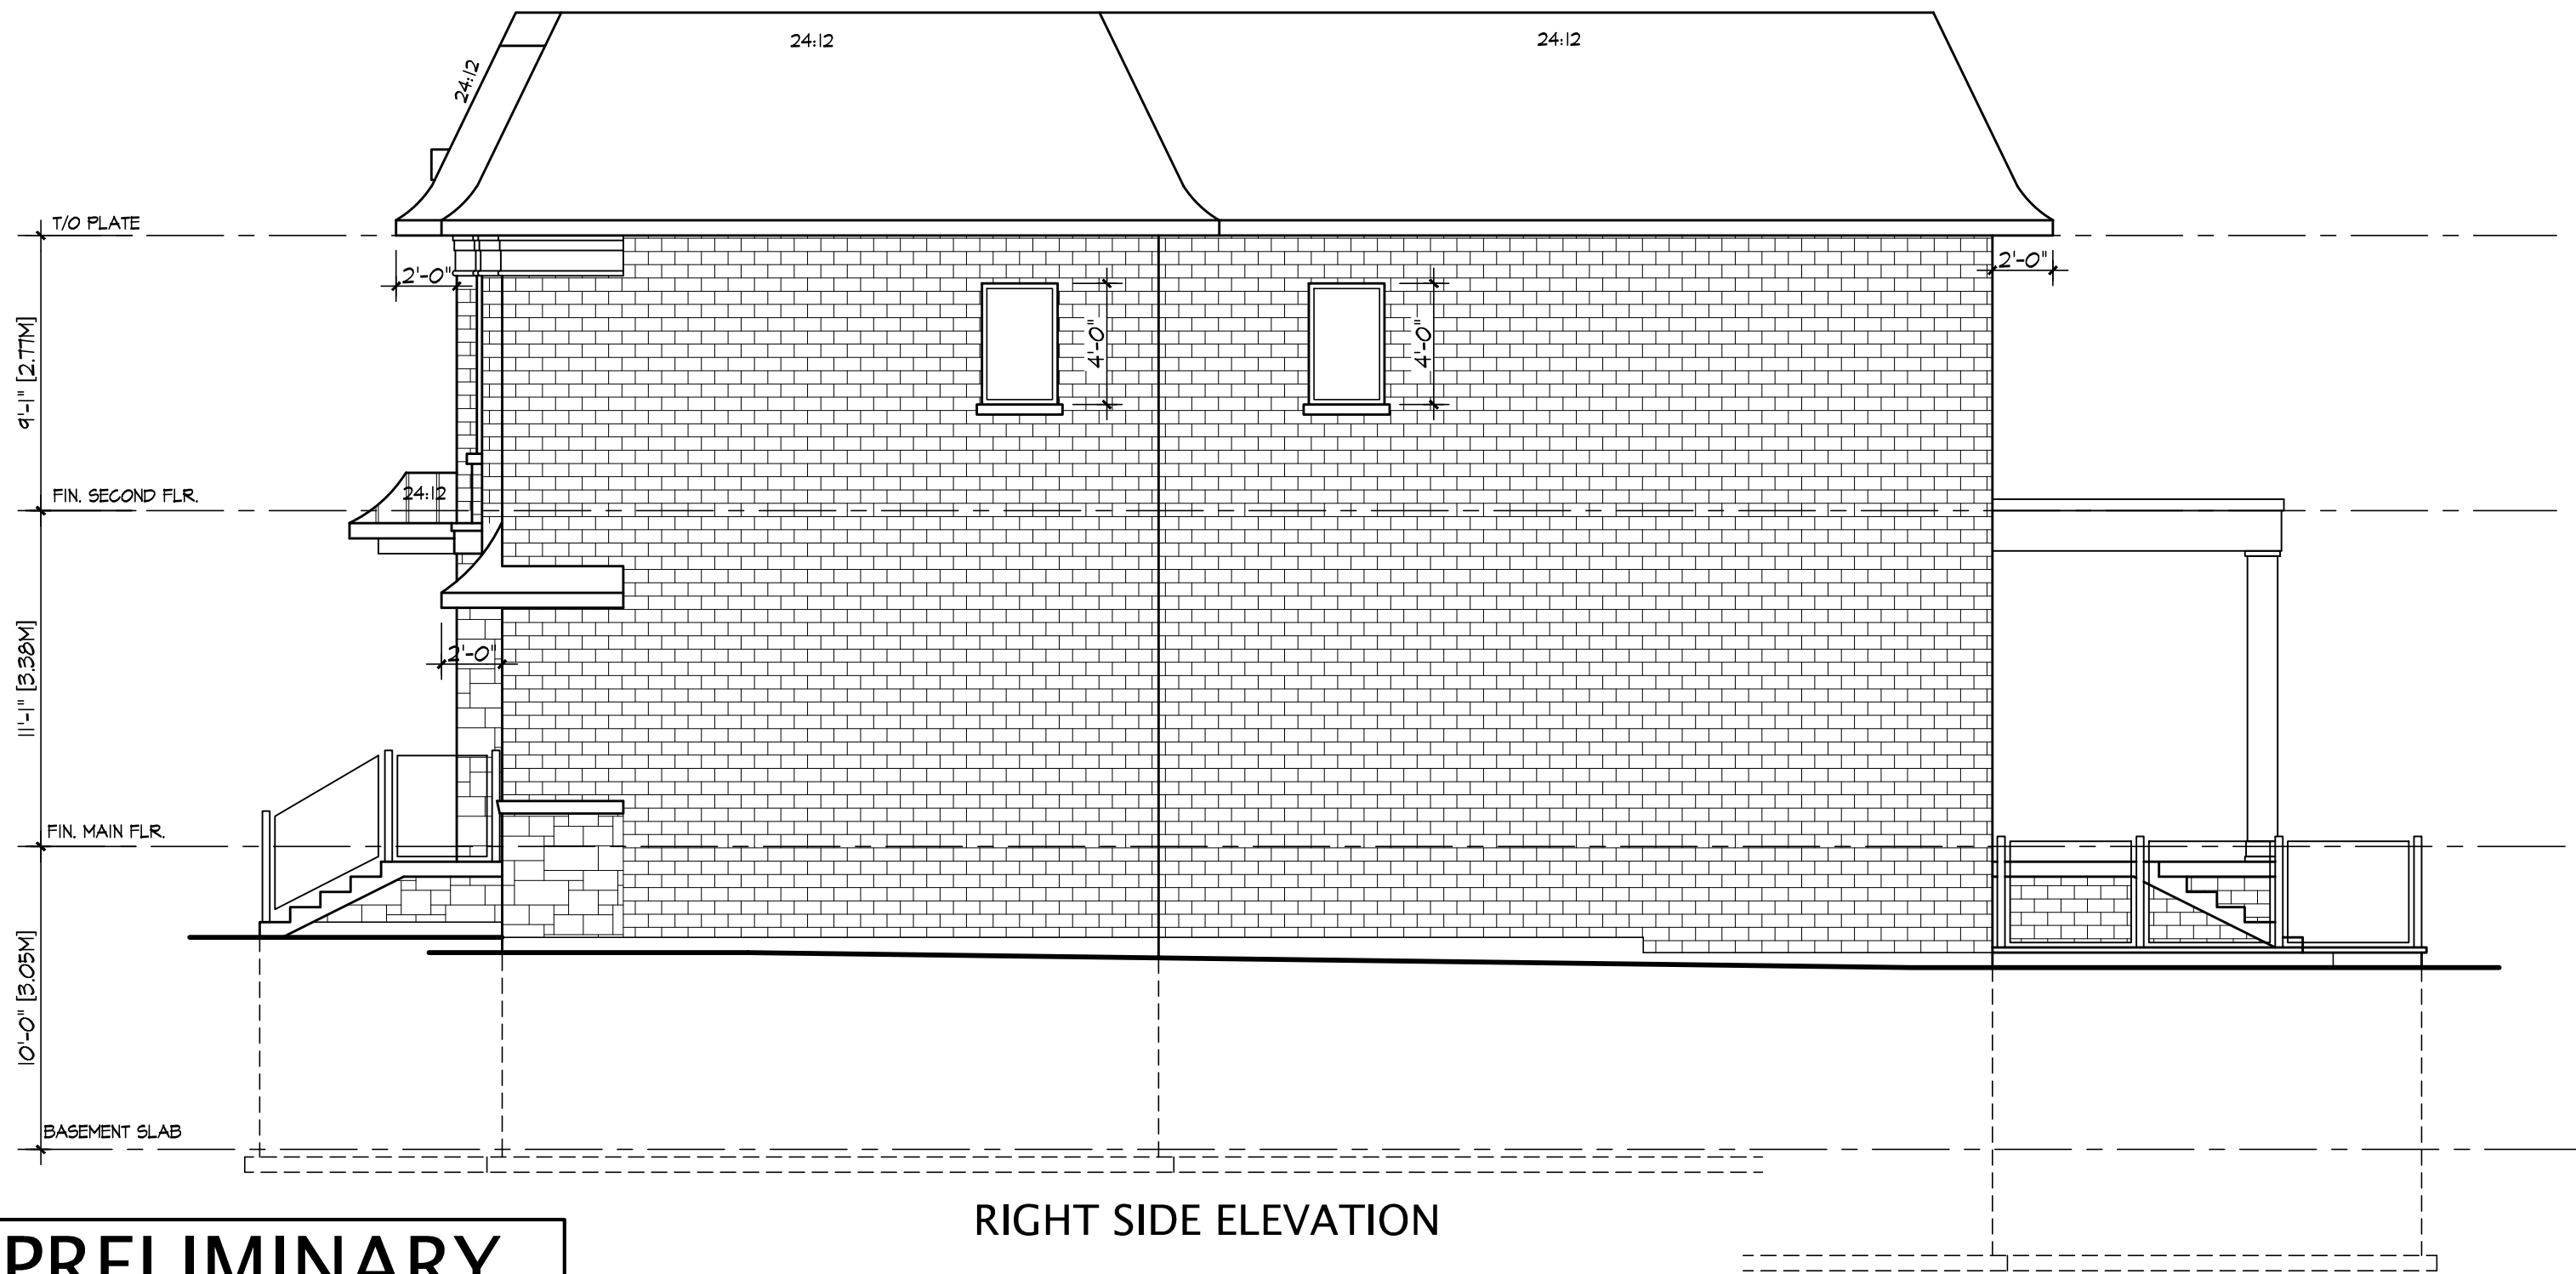 24:12
24:12
24:12
T/O PLATE
2'-0"
2'-0"
9'-1" [2.77M]
4'-0"
4'-0"
24:12
FIN. SECOND FLR.
11'-1" [3.38M]
2'-0"
FIN. MAIN FLR.
10'-0" [3.05M]
BASEMENT SLAB
RIGHT SIDE ELEVATION
PRELIMINARY